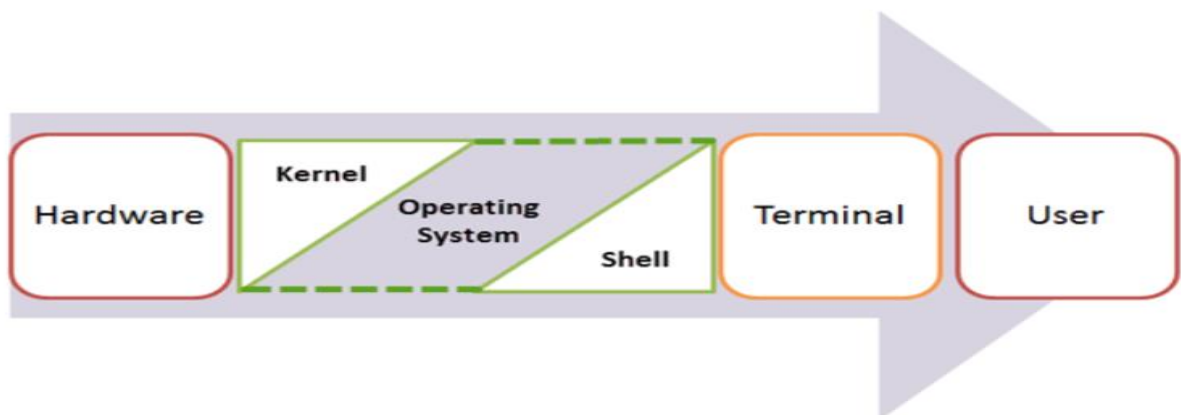 Hardware
Kernel
Operating
System
Shell
Terminal
User